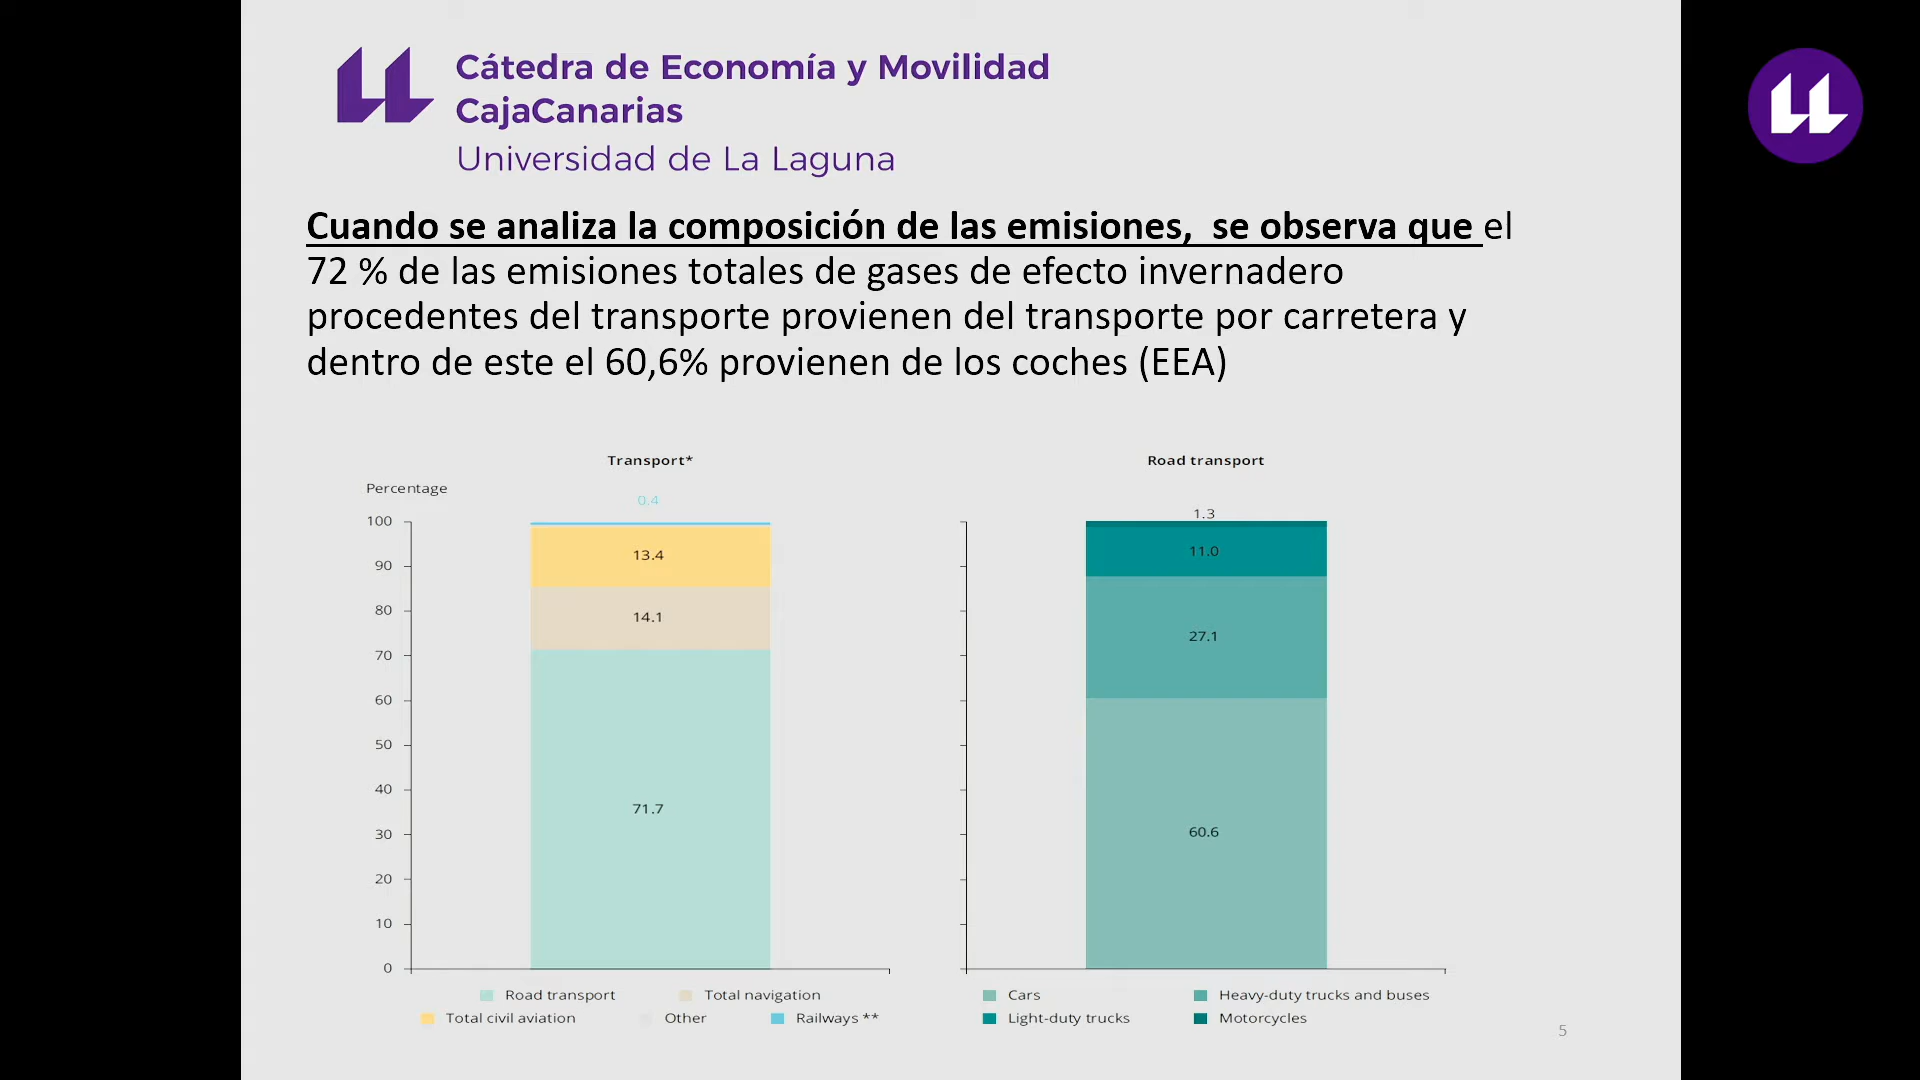 Cátedra de Economía y Movilidad
CajaCanarias
Universidad de La Laguna
Cuando se analiza la composición de las emisiones, se observa que el
72 % de las emisiones totales de gases de efecto invernadero
procedentes del transporte provienen del transporte por carretera y
dentro de este el 60,6% provienen de los coches (EEA)
Transport*
Percentage
0.4
100
90
80
70
60
50
40
30
20
10
0
13.4
14.1
71.7
Road transport
Total navigation
Total civil aviation
Other
Railways **
Road transport
1.3
11.0
27.1
60.6
Cars
Heavy-duty trucks and buses
Light-duty trucks
Motorcycles
5